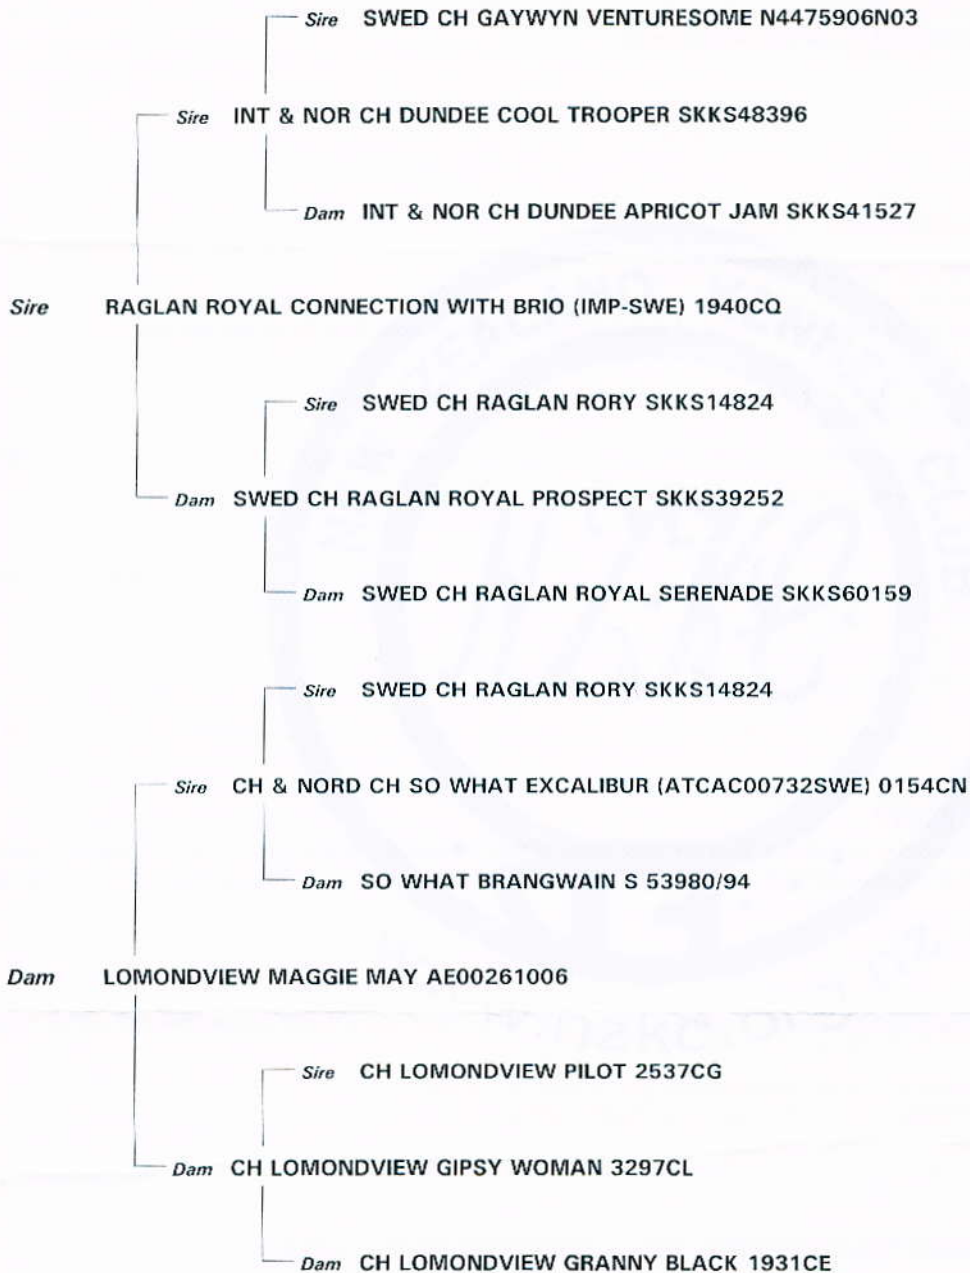 Sire SWED CH GAYWYN VENTURESOME N4475906N03
Sire INT & NOR CH DUNDEE COOL TROOPER SKKS48396
Dam INT & NOR CH DUNDEE APRICOT JAM SKKS41527
Sire RAGLAN ROYAL CONNECTION WITH BRIO (IMP-SWE) 1940CQ
Sire SWED CH RAGLAN RORY SKKS14824
Dam SWED CH RAGLAN ROYAL PROSPECT SKKS39252
Dam SWED CH RAGLAN ROYAL SERENADE SKKS60159
Sire SWED CH RAGLAN RORY SKKS14824
Sire CH & NORD CH SO WHAT EXCALIBUR (ATCAC00732SWE) 0154CN
Dam SO WHAT BRANGWAIN S 53980/94
Dam LOMONDVIEW MAGGIE MAY AE00261006
Sire CH LOMONDVIEW PILOT 2537CG
Dam CH LOMONDVIEW GIPSY WOMAN 3297CL
Dam CH LOMONDVIEW GRANNY BLACK 1931CE